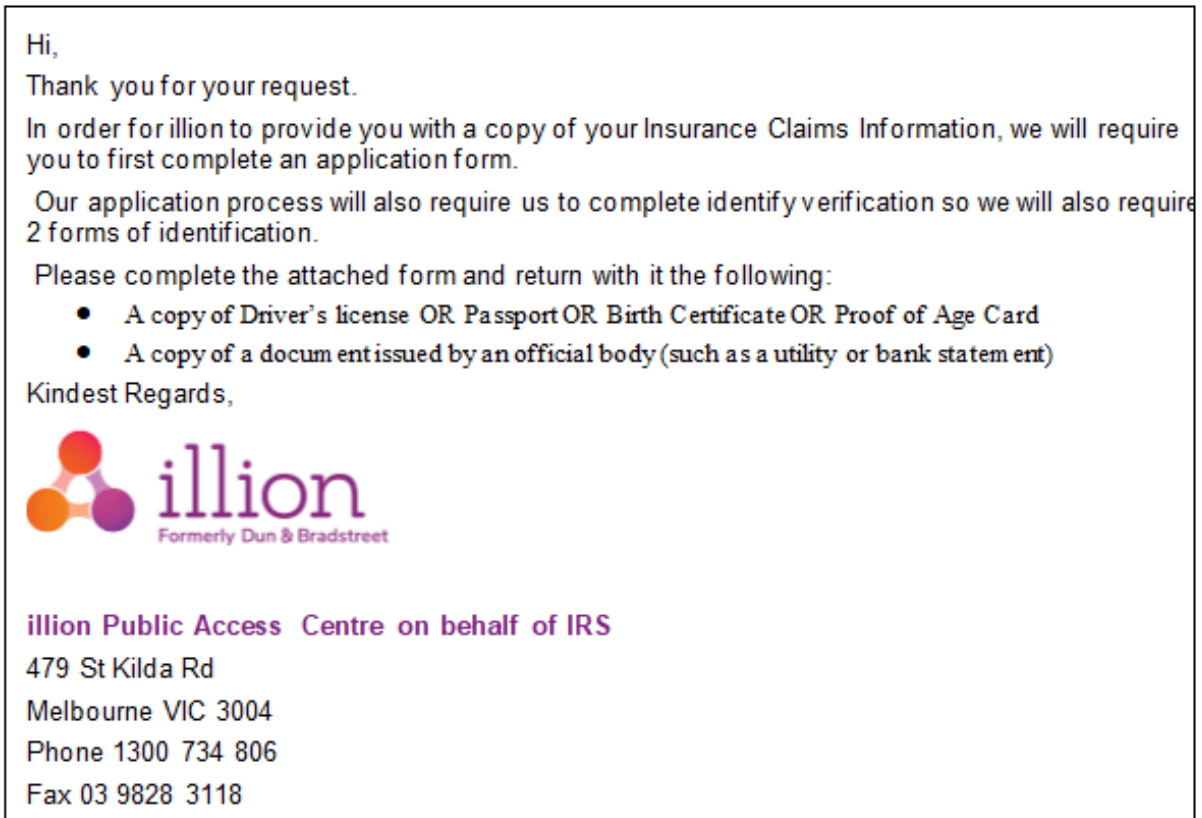 Hi,
Thank you for your request.
In order for illion to provide you with a copy of your Insurance Claims Information, we will require
you to first complete an application form.
Our application process will also require us to complete identify verification so we will also require
2 forms of identification.
Please complete the attached form and return with it the following:
• A copy of Driver's license OR Passport OR Birth Certificate OR Proof of Age Card
• A copy of a document issued by an official body (such as a utility or bank statement)
Kindest Regards,
illion
Formerly Dun & Bradstreet
illion Public Access Centre on behalf of IRS
479 St Kilda Rd
Melbourne VIC 3004
Phone 1300 734 806
Fax 03 9828 3118